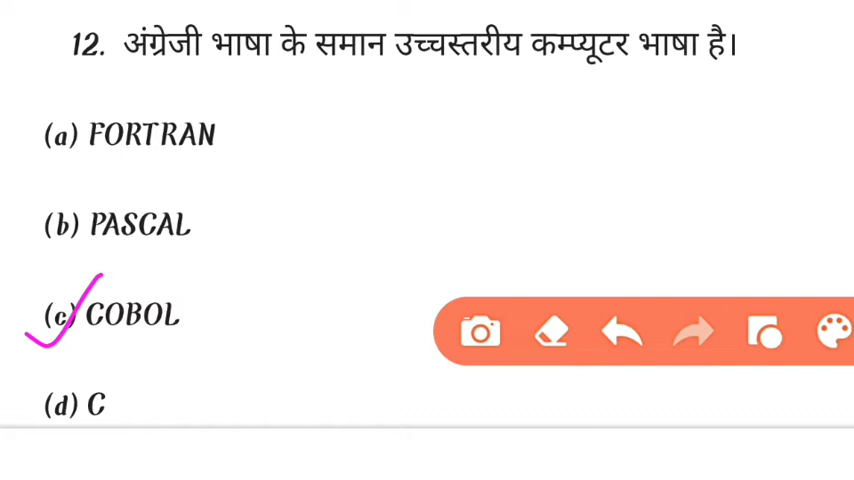 12. अंग्रेजी भाषा के समान उच्चस्तरीय कम्प्यूटर भाषा है।
(a) FORTRAN
(b) PASCAL
(c) COBOL
(d) C